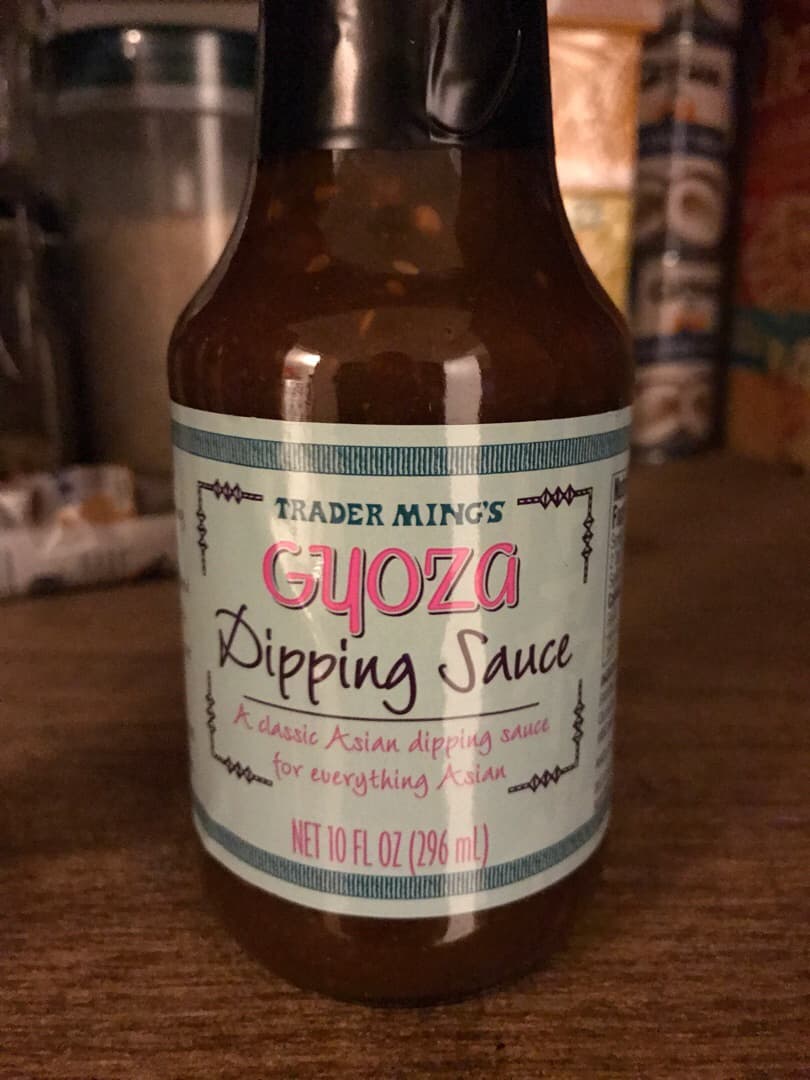 TRADER MING'S
Gyoza
Dipping Sauce
A classic Asian dipping sauce
for everything Asian
NET 10 FL OZ (296 mL)